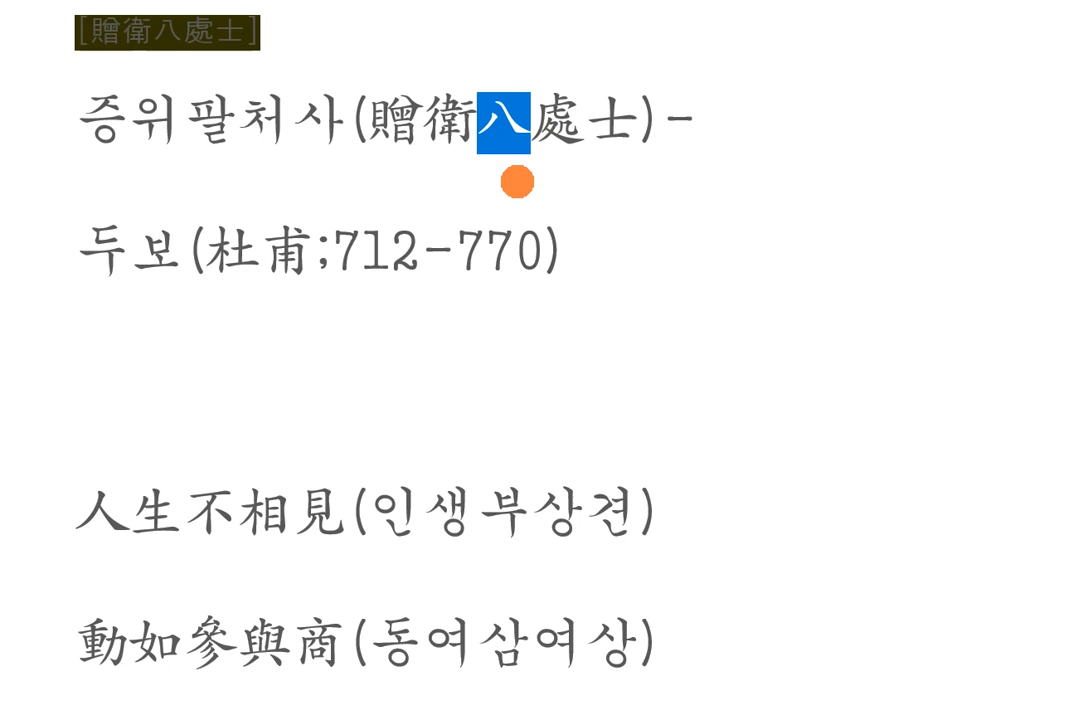 [贈衛八處士]
증위팔처사(贈衛八處士)-
두보(杜甫;712-770)
人生不相見(인생부상견)
動如參與商(동여삼여상)